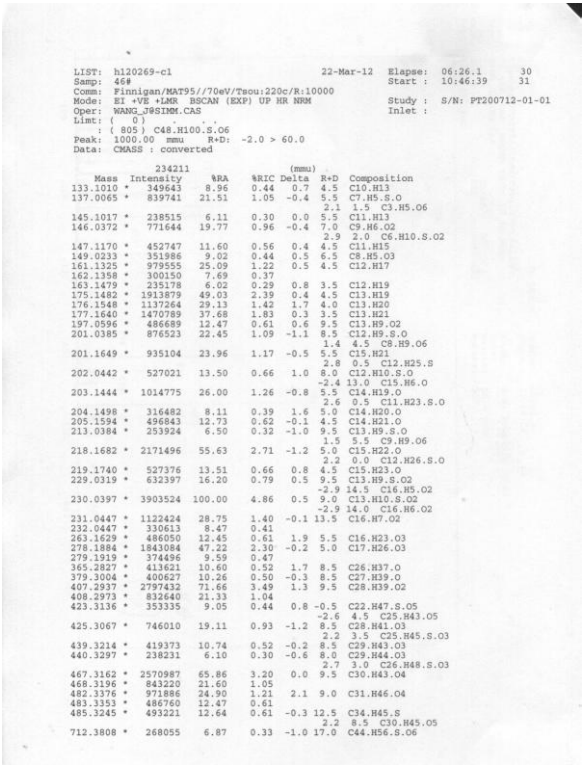 LIST: h120269-c1 22-Mar-12 Elapse: 06:26.1 30
Samp: 46# Start : 10:46:39 31
Comm: Finnigan/MAT95//70eV/Tsou:220c/R:10000
Mode: EI +VE +LMR BSCAN (EXP) UP HR NRM Study : S/N: PT200712-01-01
Oper: WANG_J@SIMM.CAS Inlet :
Limt: ( 0) . . .
: ( 805) C48.H100.S.O6
Peak: 1000.00 mmu R+D: -2.0 > 60.0
Data: CMASS : converted
234211 (mmu)
Mass Intensity %RA %RIC Delta R+D Composition
133.1010 * 349643 8.96 0.44 0.7 4.5 C10.H13
137.0065 * 839741 21.51 1.05 -0.4 5.5 C7.H5.S.O
2.1 1.5 C3.H5.O6
145.1017 * 238515 6.11 0.30 0.0 5.5 C11.H13
146.0372 * 771644 19.77 0.96 -0.4 7.0 C9.H6.O2
2.9 2.0 C6.H10.S.O2
147.1170 * 452747 11.60 0.56 0.4 4.5 C11.H15
149.0233 * 351986 9.02 0.44 0.5 6.5 C8.H5.O3
161.1325 * 979555 25.09 1.22 0.5 4.5 C12.H17
162.1358 * 300150 7.69 0.37
163.1479 * 235178 6.02 0.29 0.8 3.5 C12.H19
175.1482 * 1913879 49.03 2.39 0.4 4.5 C13.H19
176.1548 * 1137264 29.13 1.42 1.7 4.0 C13.H20
177.1640 * 1470789 37.68 1.83 0.3 3.5 C13.H21
197.0596 * 486689 12.47 0.61 0.6 9.5 C13.H9.O2
201.0385 * 876523 22.45 1.09 -1.1 8.5 C12.H9.S.O
1.4 4.5 C8.H9.O6
201.1649 * 935104 23.96 1.17 -0.5 5.5 C15.H21
2.8 0.5 C12.H25.S
202.0442 * 527021 13.50 0.66 1.0 8.0 C12.H10.S.O
-2.4 13.0 C15.H6.O
203.1444 * 1014775 26.00 1.26 -0.8 5.5 C14.H19.O
2.6 0.5 C11.H23.S.O
204.1498 * 316482 8.11 0.39 1.6 5.0 C14.H20.O
205.1594 * 496843 12.73 0.62 -0.1 4.5 C14.H21.O
213.0384 * 253924 6.50 0.32 -1.0 9.5 C13.H9.S.O
1.5 5.5 C9.H9.O6
218.1682 * 2171496 55.63 2.71 -1.2 5.0 C15.H22.O
2.2 0.0 C12.H26.S.O
219.1740 * 527376 13.51 0.66 0.8 4.5 C15.H23.O
229.0319 * 632397 16.20 0.79 0.5 9.5 C13.H9.S.O2
-2.9 14.5 C16.H5.O2
230.0397 * 3903524 100.00 4.86 0.5 9.0 C13.H10.S.O2
-2.9 14.0 C16.H6.O2
231.0447 * 1122424 28.75 1.40 -0.1 13.5 C16.H7.O2
232.0447 * 330613 8.47 0.41
263.1629 * 486050 12.45 0.61 1.9 5.5 C16.H23.O3
278.1884 * 1843084 47.22 2.30 -0.2 5.0 C17.H26.O3
279.1919 * 374496 9.59 0.47
365.2827 * 413621 10.60 0.52 1.7 8.5 C26.H37.O
379.3004 * 400627 10.26 0.50 -0.3 8.5 C27.H39.O
407.2937 * 2797432 71.66 3.49 1.3 9.5 C28.H39.O2
408.2973 * 832640 21.33 1.04
423.3136 * 353335 9.05 0.44 0.8 -0.5 C22.H47.S.O5
-2.6 4.5 C25.H43.O5
425.3067 * 746010 19.11 0.93 -1.2 8.5 C28.H41.O3
2.2 3.5 C25.H45.S.O3
439.3214 * 419373 10.74 0.52 -0.2 8.5 C29.H43.O3
440.3297 * 238231 6.10 0.30 -0.6 8.0 C29.H44.O3
2.7 3.0 C26.H48.S.O3
467.3162 * 2570987 65.86 3.20 0.0 9.5 C30.H43.O4
468.3196 * 843220 21.60 1.05
482.3376 * 971886 24.90 1.21 2.1 9.0 C31.H46.O4
483.3353 * 486760 12.47 0.61
485.3245 * 493221 12.64 0.61 -0.3 12.5 C34.H45.S
2.2 8.5 C30.H45.O5
712.3808 * 268055 6.87 0.33 -1.0 17.0 C44.H56.S.O6